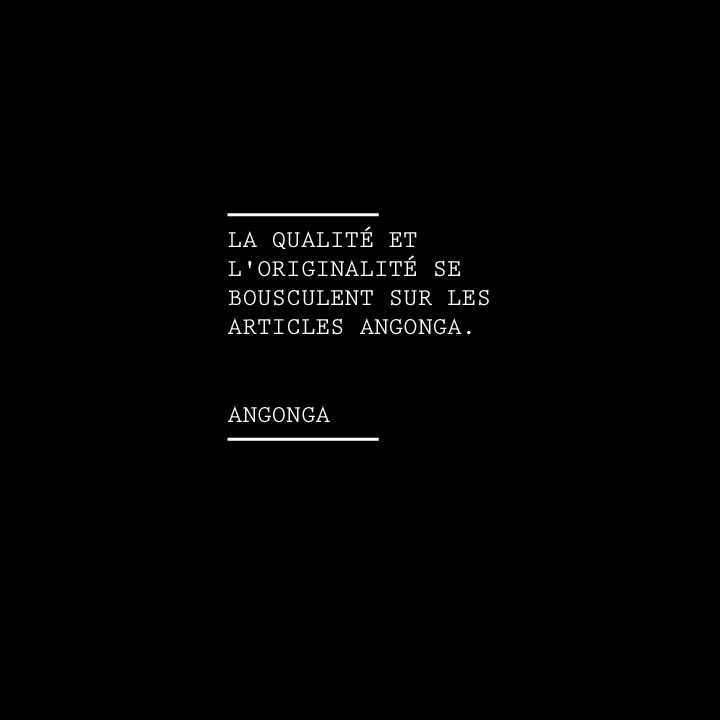 LA QUALITÉ ET
L'ORIGINALITÉ SE
BOUSCULENT SUR LES
ARTICLES ANGONGA.
ANGONGA